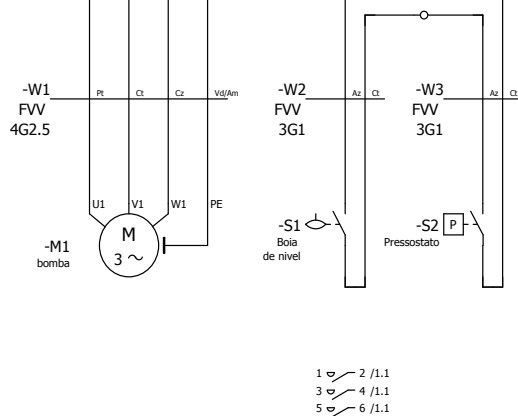 -W1
FVV
4G2.5
Pt
Ct
Cz
Vd/Am
-W2
FVV
3G1
Az
Ct
-W3
FVV
3G1
Az
Ct
U1
V1
W1
PE
-M1
bomba
M
3 ~
-S1
Boia
de nivel
-S2
Pressostato
P
1 2 /1.1
3 4 /1.1
5 6 /1.1